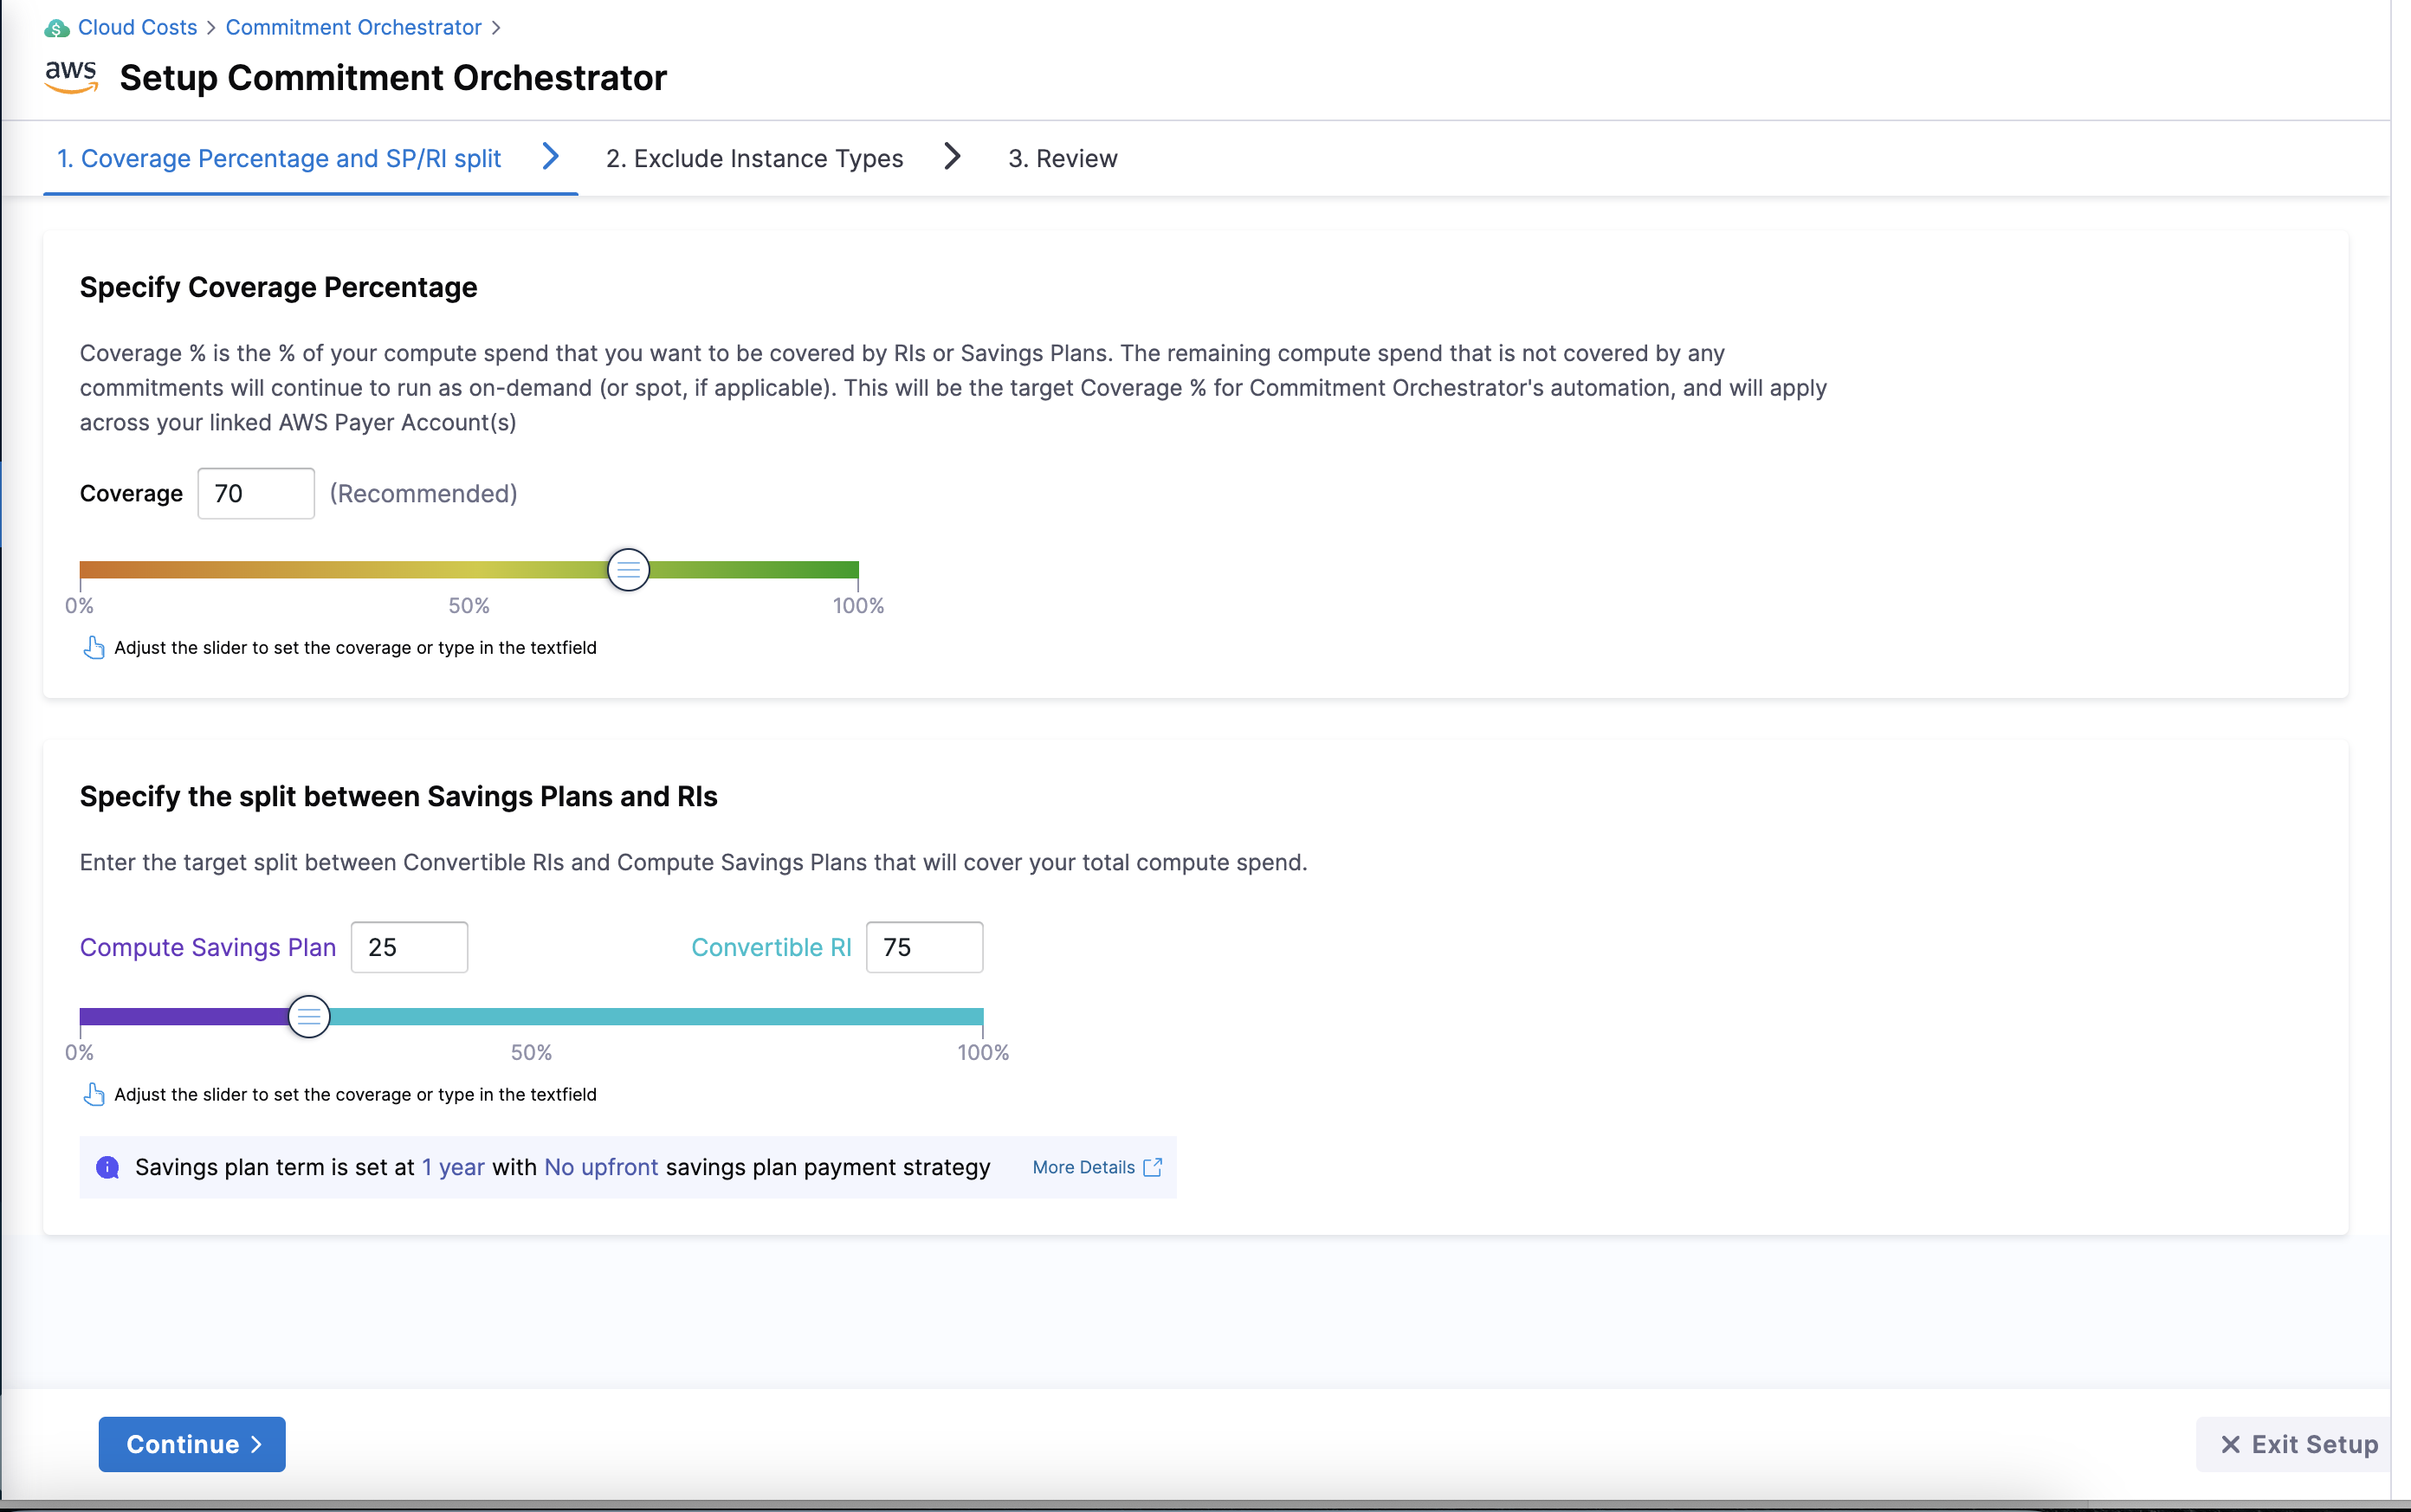 Cloud Costs > Commitment Orchestrator >
aws Setup Commitment Orchestrator
1. Coverage Percentage and SP/RI split > 2. Exclude Instance Types > 3. Review
Specify Coverage Percentage
Coverage % is the % of your compute spend that you want to be covered by RIs or Savings Plans. The remaining compute spend that is not covered by any
commitments will continue to run as on-demand (or spot, if applicable). This will be the target Coverage % for Commitment Orchestrator's automation, and will apply
across your linked AWS Payer Account(s)
Coverage 70 (Recommended)
0% 50% 100%
Adjust the slider to set the coverage or type in the textfield
Specify the split between Savings Plans and RIs
Enter the target split between Convertible RIs and Compute Savings Plans that will cover your total compute spend.
Compute Savings Plan 25 Convertible RI 75
0% 50% 100%
Adjust the slider to set the coverage or type in the textfield
Savings plan term is set at 1 year with No upfront savings plan payment strategy More Details
Continue > × Exit Setup